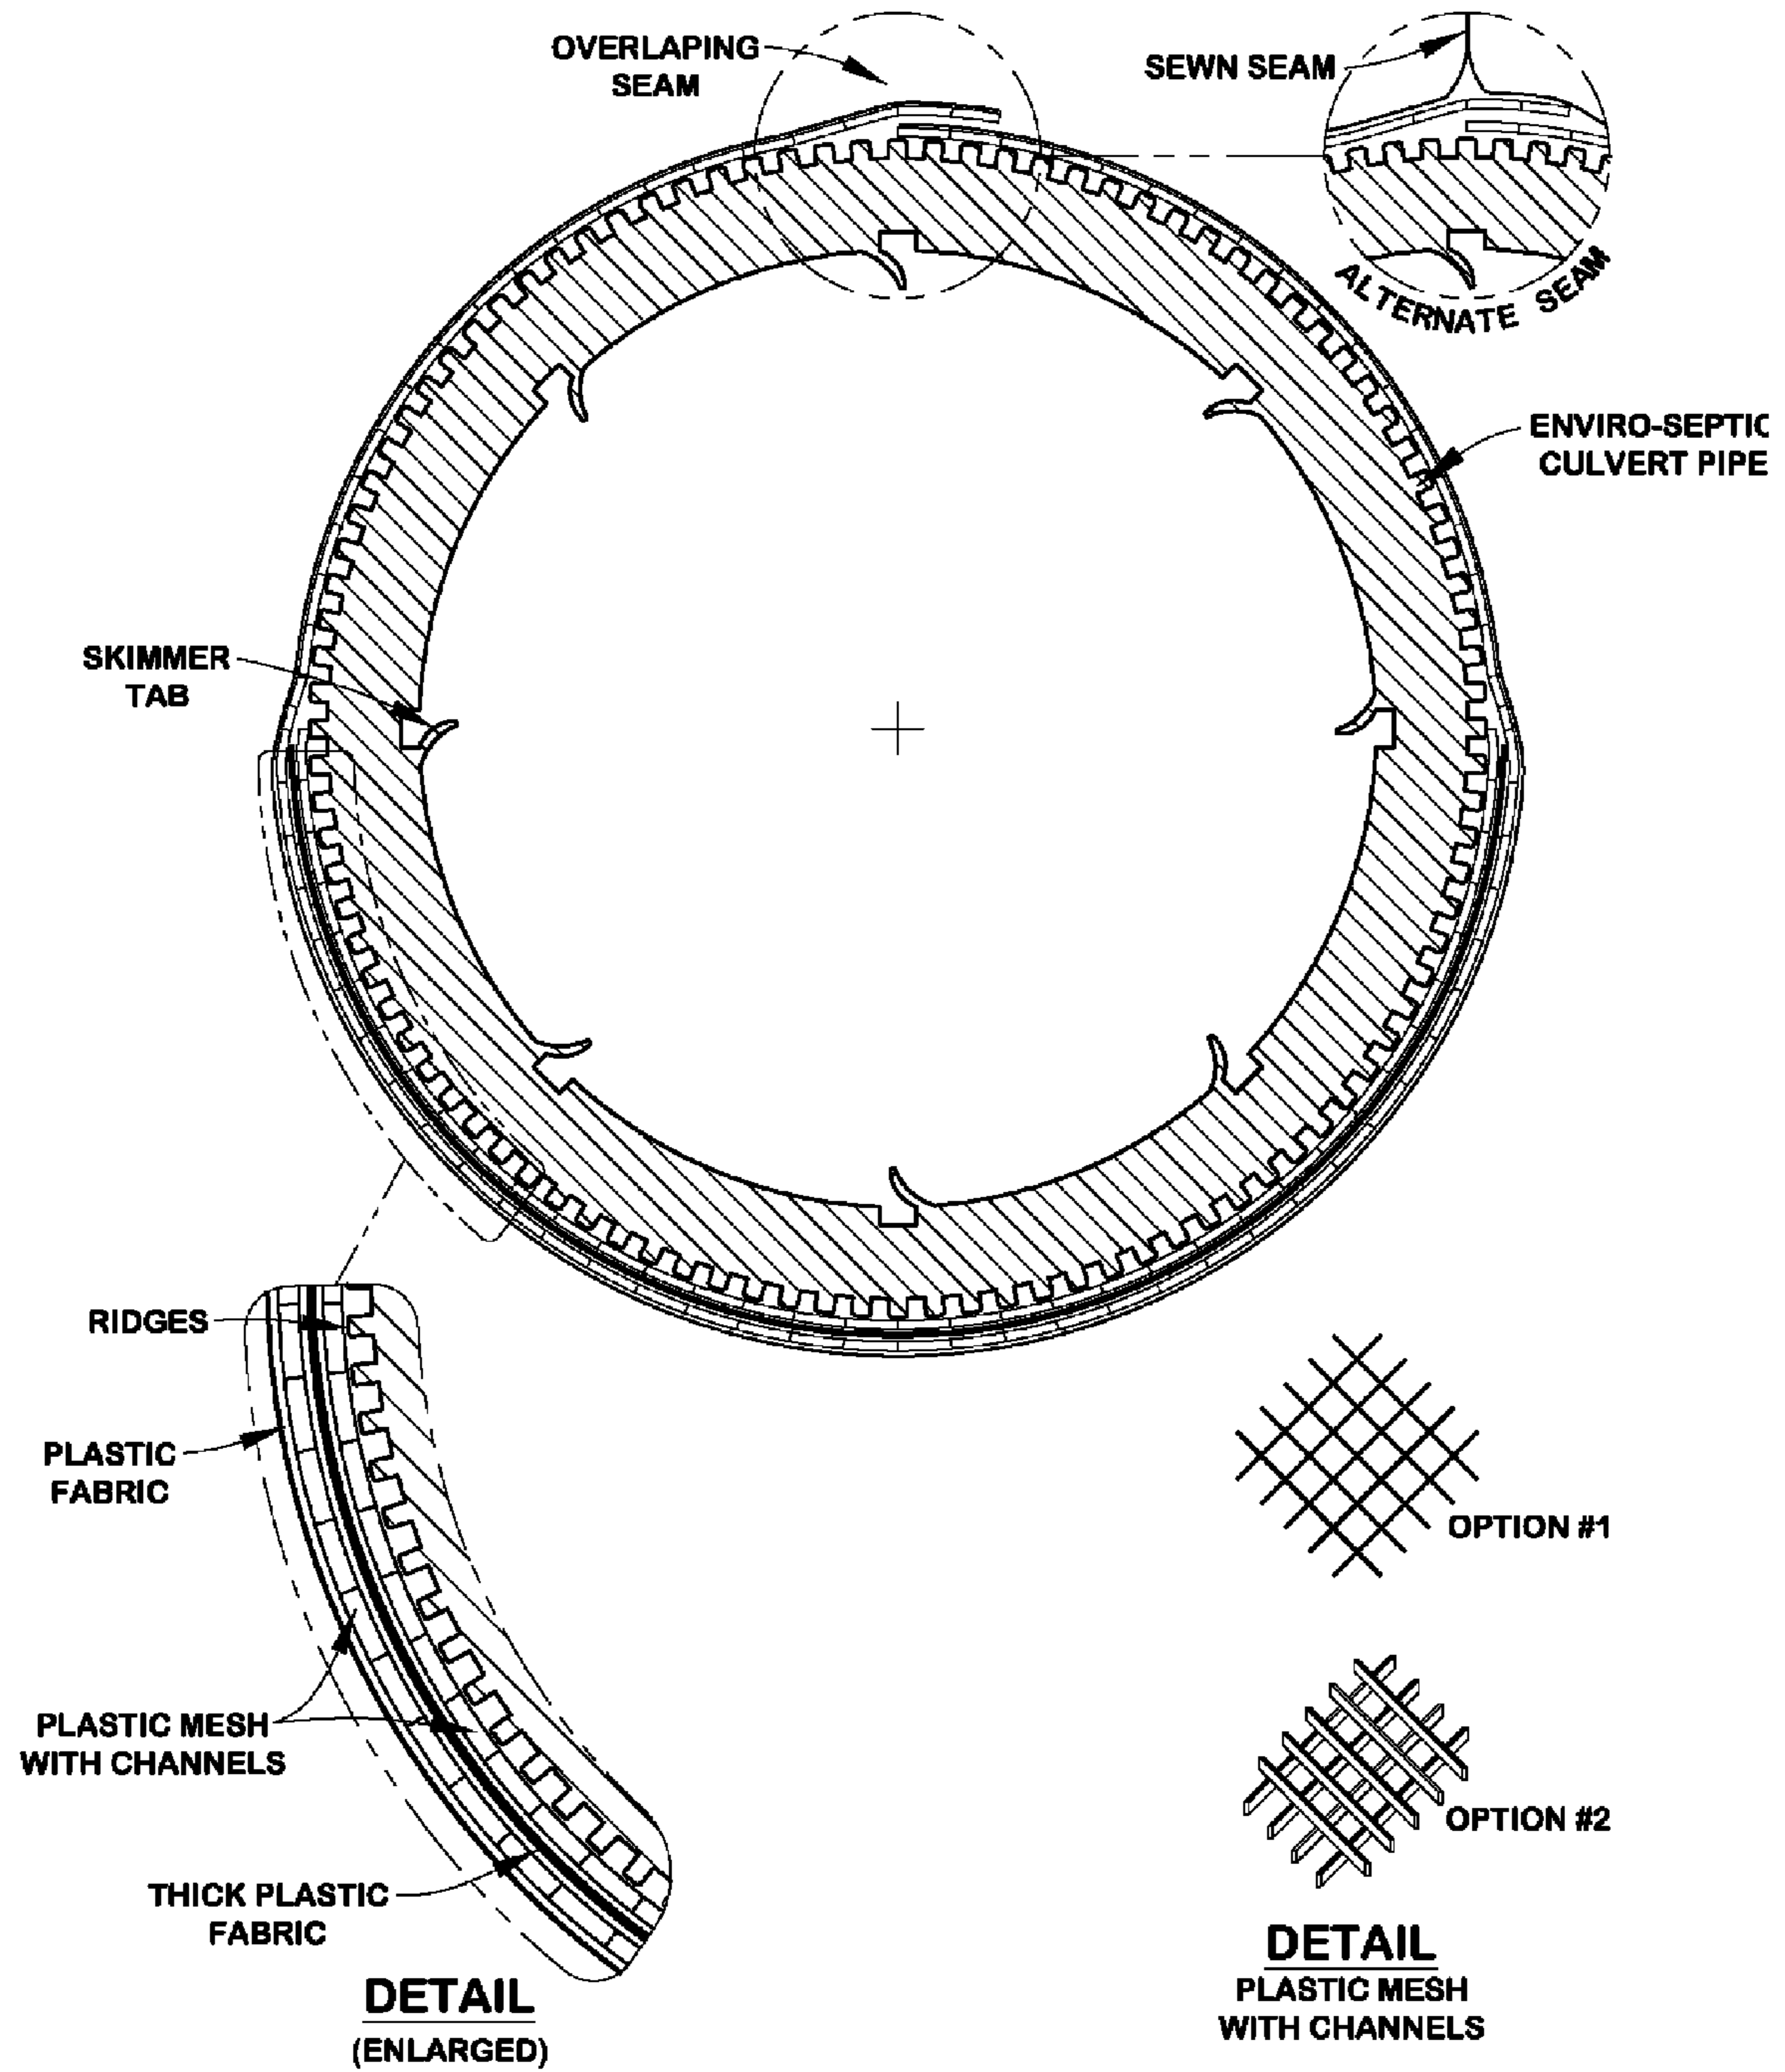 OVERLAPING
SEAM
SEWN SEAM
ALTERNATE SEAM
ENVIRO-SEPTIC
CULVERT PIPE
SKIMMER
TAB
RIDGES
PLASTIC
FABRIC
OPTION #1
PLASTIC MESH
WITH CHANNELS
OPTION #2
THICK PLASTIC
FABRIC
DETAIL
(ENLARGED)
DETAIL
PLASTIC MESH
WITH CHANNELS